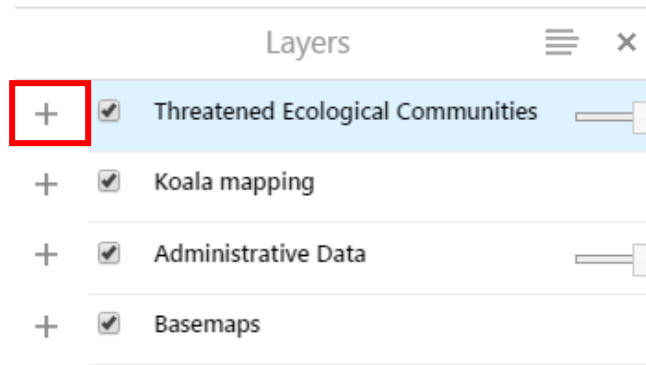 Layers
Threatened Ecological Communities
Koala mapping
Administrative Data
Basemaps